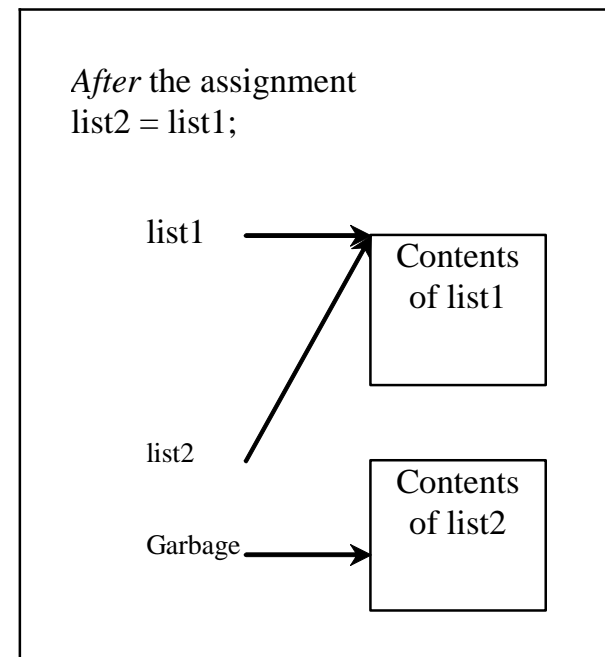 After the assignment
list2 = list1;
list1
Contents
of list1
list2
Contents
of list2
Garbage